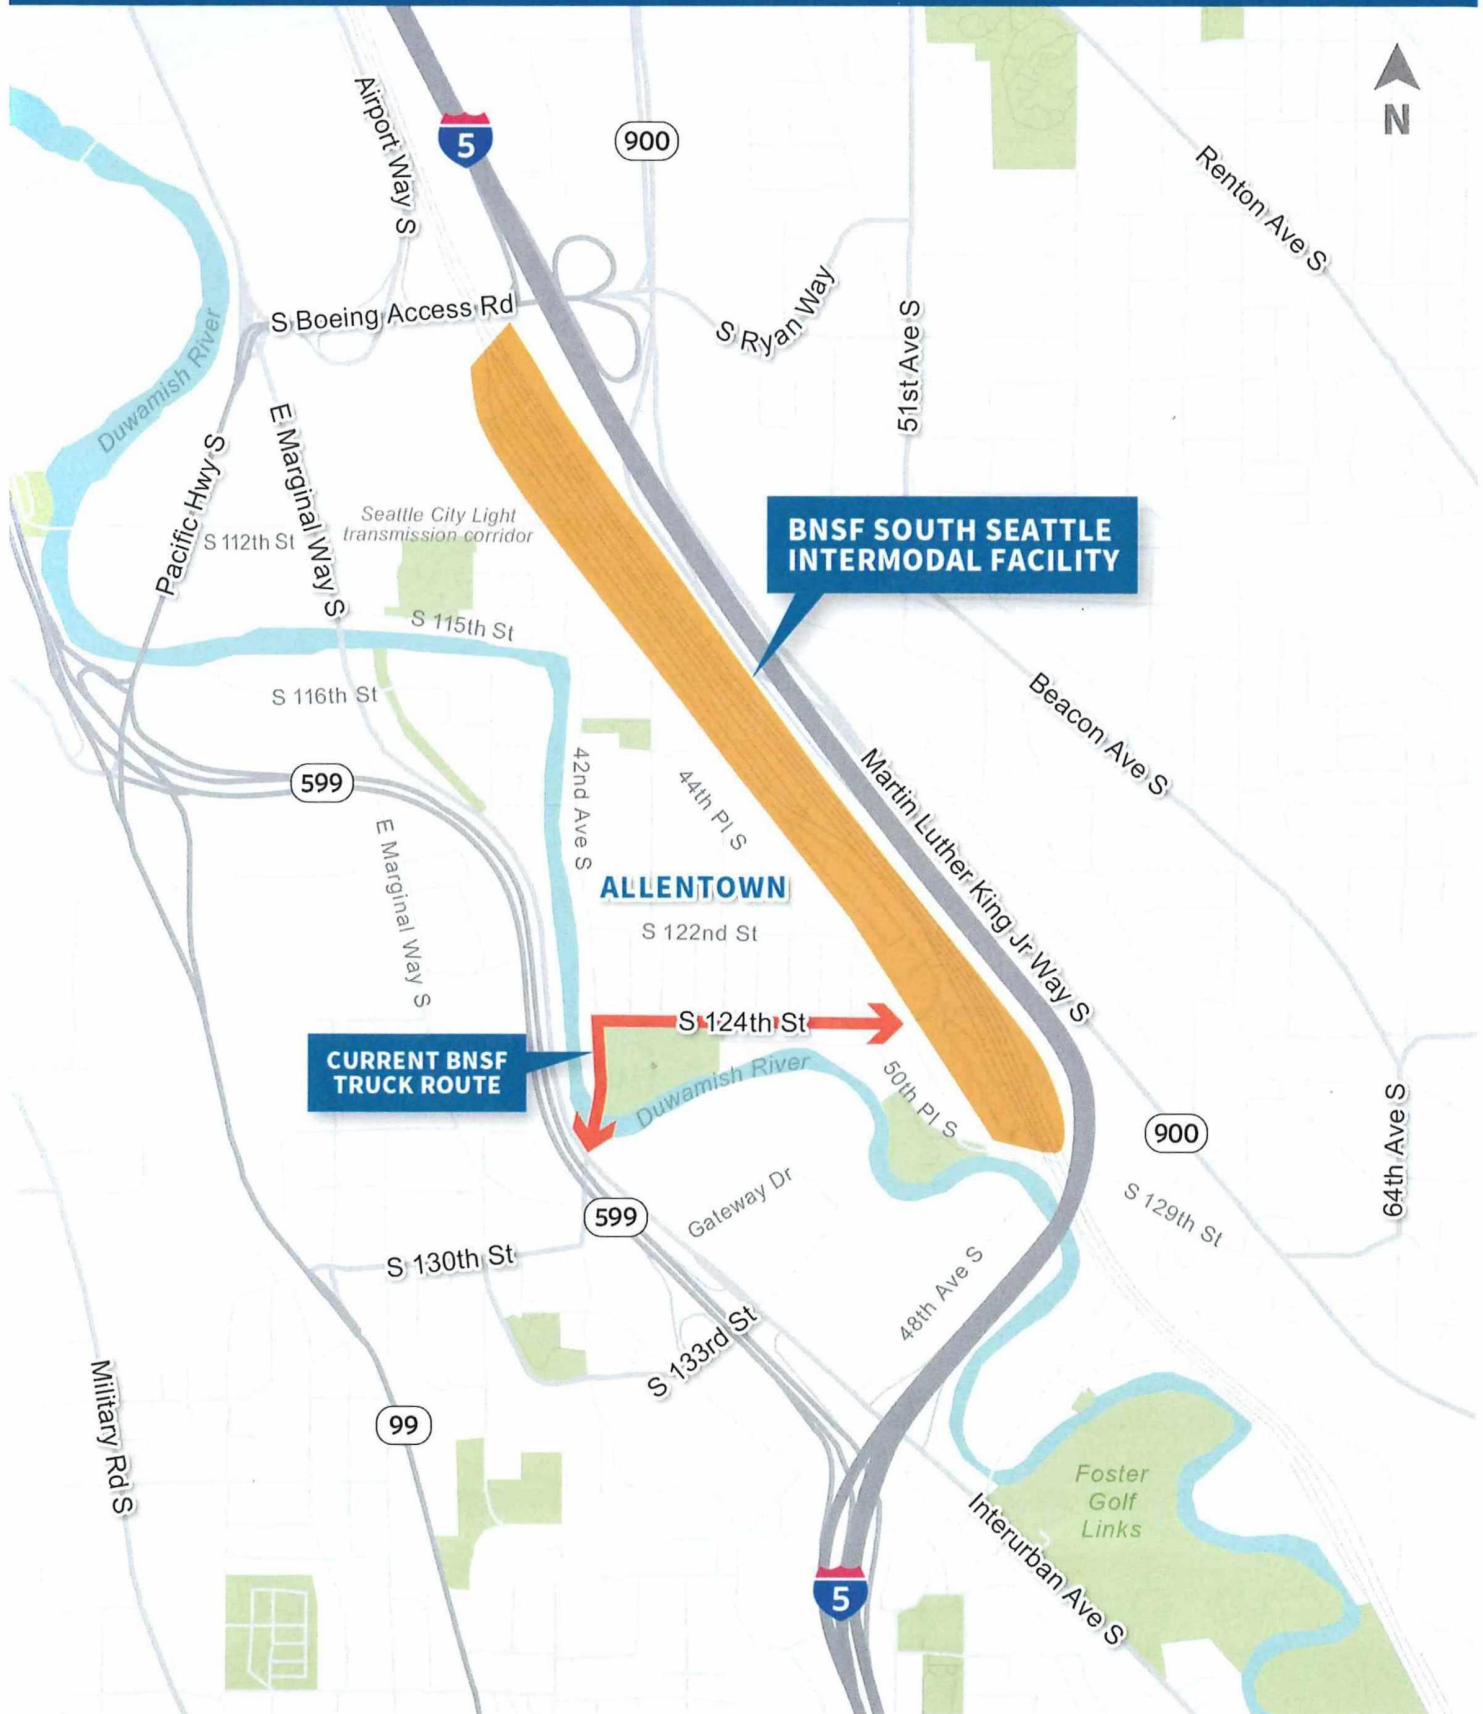 N
5
900
Airport Way S
Renton Ave S
S Boeing Access Rd
S Ryan Way
51st Ave S
Duwamish River
E Marginal Way S
Pacific Hwy S
Seattle City Light
transmission corridor
S 112th St
BNSF SOUTH SEATTLE
INTERMODAL FACILITY
S 115th St
S 116th St
Beacon Ave S
599
42nd Ave S
44th Pl S
Martin Luther King Jr Way S
E Marginal Way S
ALLENTOWN
S 122nd St
S 124th St
CURRENT BNSF
TRUCK ROUTE
Duwamish River
50th Pl S
900
64th Ave S
S 129th St
599
Gateway Dr
S 130th St
48th Ave S
S 133rd St
Military Rd S
99
Foster
Golf
Links
Interurban Ave S
5